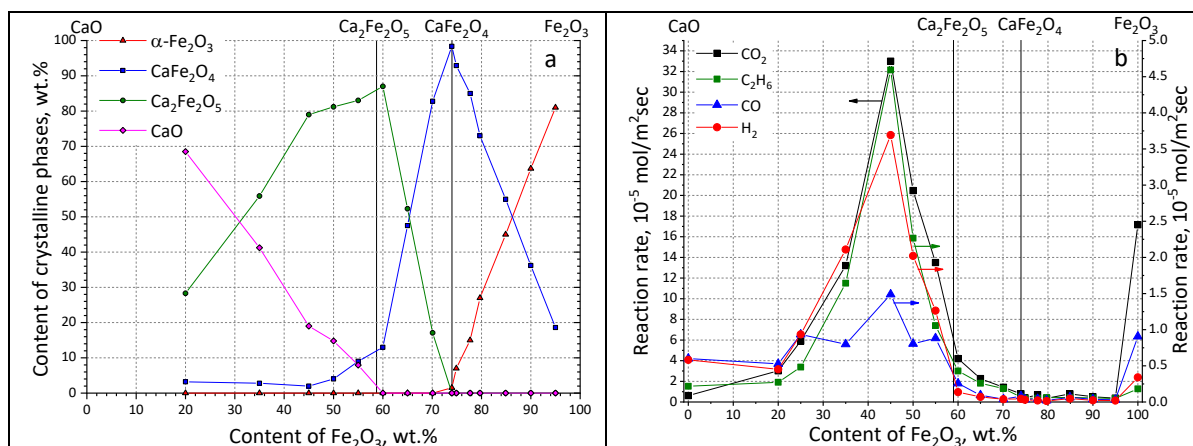 CaO
Ca₂Fe₂O₅
CaFe₂O₄
Fe₂O₃
a
α-Fe₂O₃
CaFe₂O₄
Ca₂Fe₂O₅
CaO
100
90
80
70
60
50
40
30
20
10
0
Content of crystalline phases, wt.%
0 10 20 30 40 50 60 70 80 90 100
Content of Fe₂O₃, wt.%
CaO
Ca₂Fe₂O₅
CaFe₂O₄
Fe₂O₃
b
CO₂
C₂H₆
CO
H₂
34
32
30
28
26
24
22
20
18
16
14
12
10
8
6
4
2
0
Reaction rate, 10⁻⁵ mol/m²sec
5.0
4.5
4.0
3.5
3.0
2.5
2.0
1.5
1.0
0.5
0.0
Reaction rate, 10⁻⁵ mol/m²sec
0 10 20 30 40 50 60 70 80 90 100
Content of Fe₂O₃, wt.%